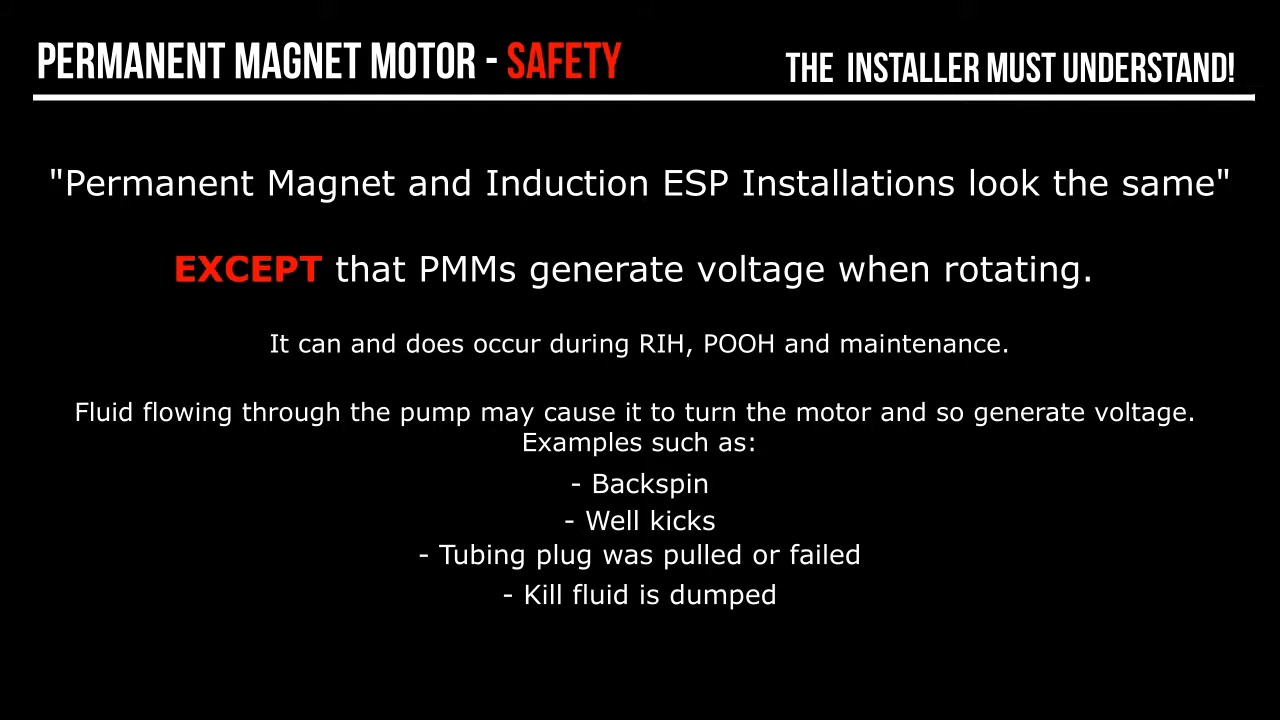 PERMANENT MAGNET MOTOR - SAFETY
THE INSTALLER MUST UNDERSTAND!
"Permanent Magnet and Induction ESP Installations look the same"
EXCEPT that PMMs generate voltage when rotating.
It can and does occur during RIH, POOH and maintenance.
Fluid flowing through the pump may cause it to turn the motor and so generate voltage.
Examples such as:
- Backspin
- Well kicks
- Tubing plug was pulled or failed
- Kill fluid is dumped